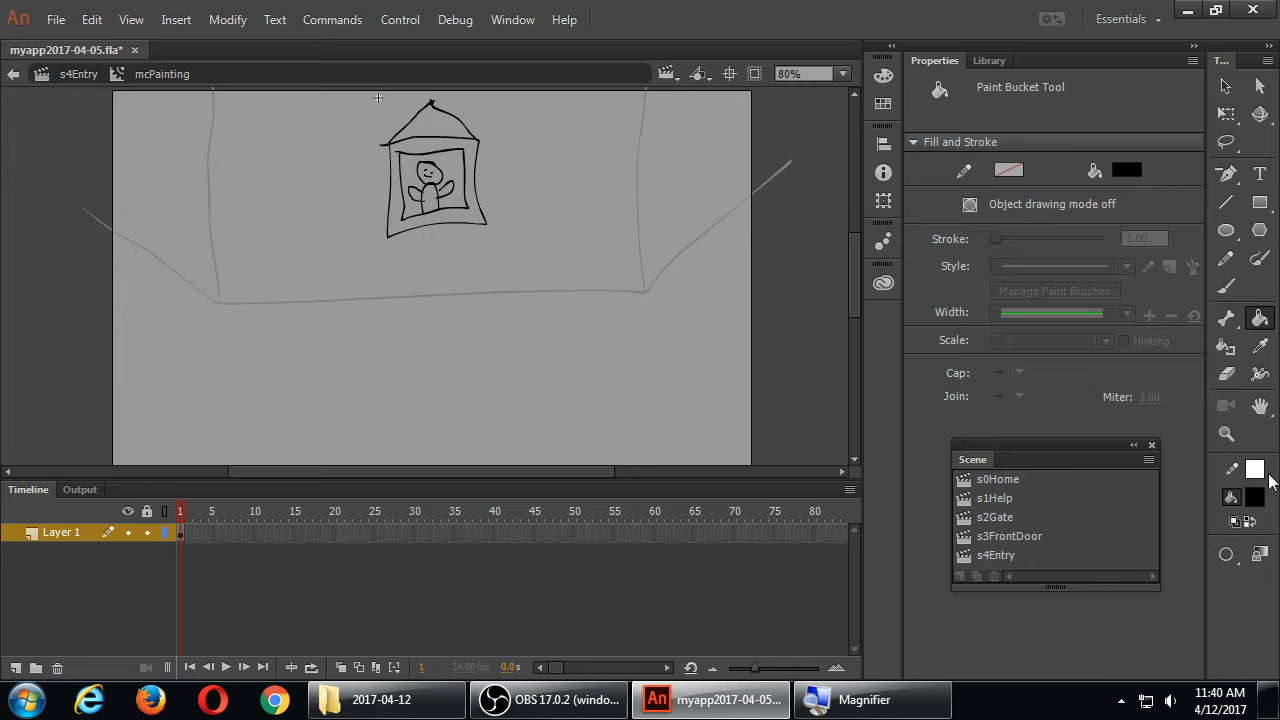 An File Edit View Insert Modify Text Commands Control Debug Window Help Essentials
myapp2017-04-05.fla* ×
s4Entry mcPainting 80%
Properties Library
T...
Paint Bucket Tool
Fill and Stroke
Object drawing mode off
Stroke: 1.00
Style:
Manage Paint Brushes
Width:
Scale: Hinting
Cap:
Join: Miter: 3.00
Scene
s0Home
s1Help
s2Gate
s3FrontDoor
s4Entry
Timeline Output
1 5 10 15 20 25 30 35 40 45 50 55 60 65 70 75 80
Layer 1
1 24.00 fps 0.0s
2017-04-12
OBS 17.0.2 (windo...
An myapp2017-04-05...
Magnifier
11:40 AM
4/12/2017